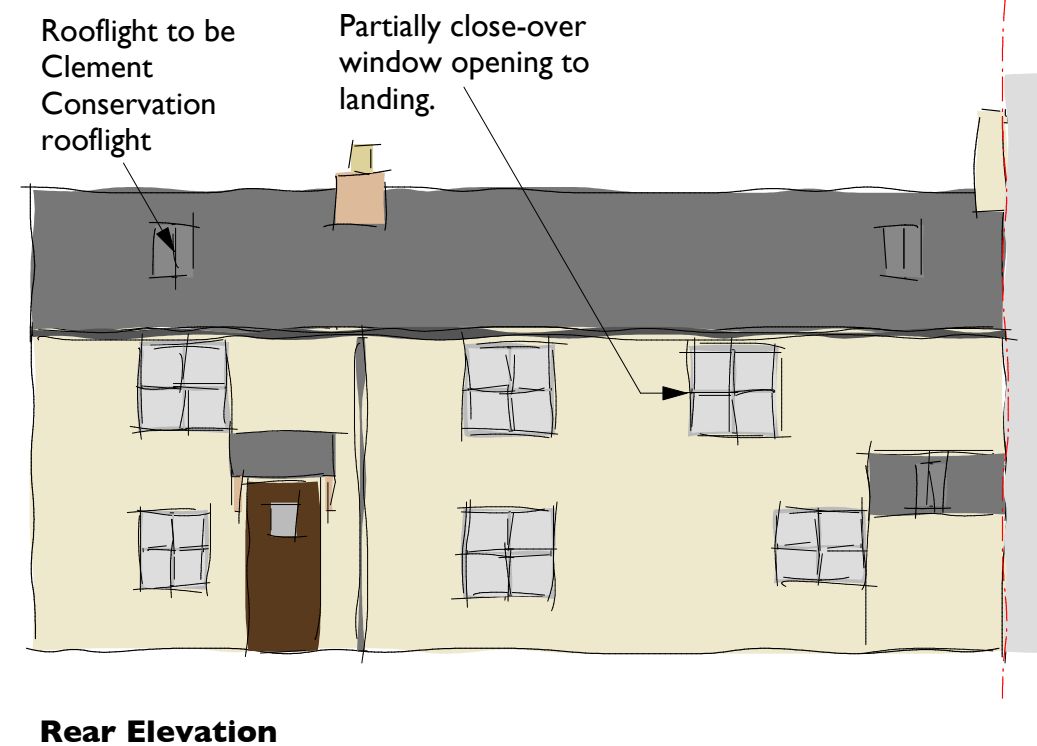 Rooflight to be
Clement
Conservation
rooflight
Partially close-over
window opening to
landing.
Rear Elevation